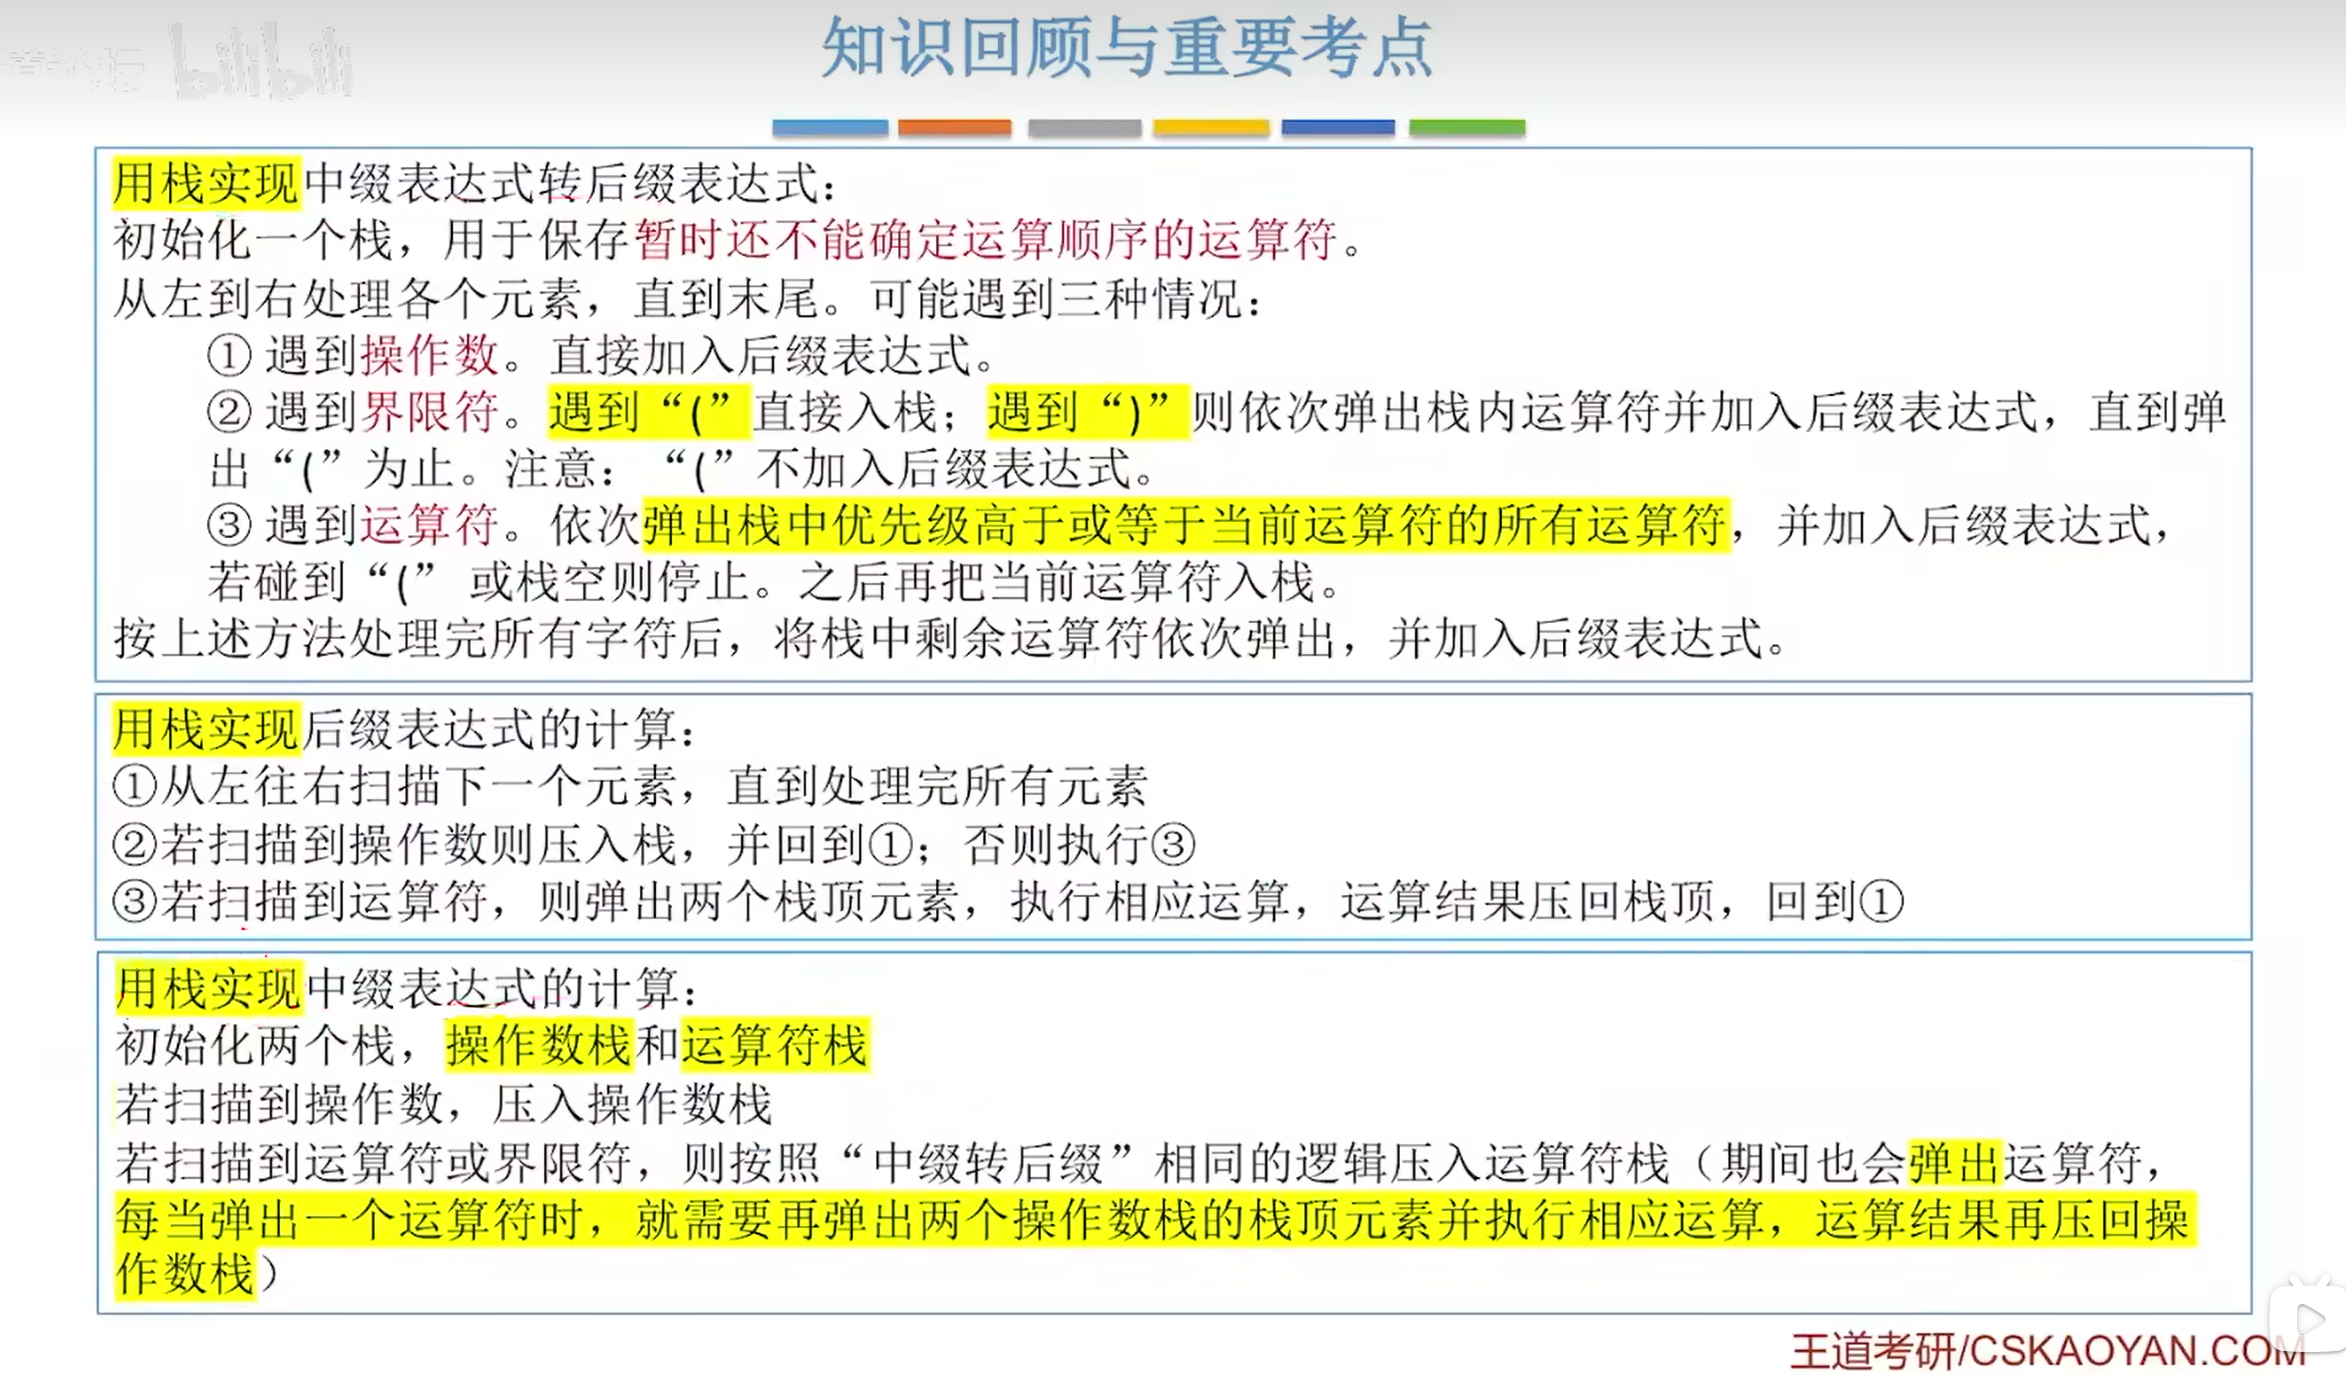 bilibili
知识回顾与重要考点
用栈实现中缀表达式转后缀表达式：
初始化一个栈，用于保存暂时还不能确定运算顺序的运算符。
从左到右处理各个元素，直到末尾。可能遇到三种情况：
① 遇到操作数。直接加入后缀表达式。
② 遇到界限符。遇到“(”直接入栈；遇到“)”则依次弹出栈内运算符并加入后缀表达式，直到弹
出“(”为止。注意：“(”不加入后缀表达式。
③ 遇到运算符。依次弹出栈中优先级高于或等于当前运算符的所有运算符，并加入后缀表达式，
若碰到“(” 或栈空则停止。之后再把当前运算符入栈。
按上述方法处理完所有字符后，将栈中剩余运算符依次弹出，并加入后缀表达式。
用栈实现后缀表达式的计算：
①从左往右扫描下一个元素，直到处理完所有元素
②若扫描到操作数则压入栈，并回到①；否则执行③
③若扫描到运算符，则弹出两个栈顶元素，执行相应运算，运算结果压回栈顶，回到①
用栈实现中缀表达式的计算：
初始化两个栈，操作数栈和运算符栈
若扫描到操作数，压入操作数栈
若扫描到运算符或界限符，则按照“中缀转后缀”相同的逻辑压入运算符栈（期间也会弹出运算符，
每当弹出一个运算符时，就需要再弹出两个操作数栈的栈顶元素并执行相应运算，运算结果再压回操
作数栈）
王道考研/CSKAOYAN.COM